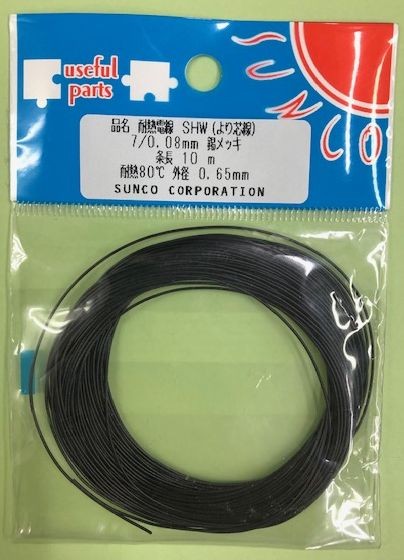 useful
parts
SUNCO
品名 耐熱電線 SHW(より芯線)
7/0.08mm 錫メッキ
条長 10 m
耐熱80℃ 外径 0.65mm
SUNCO CORPORATION